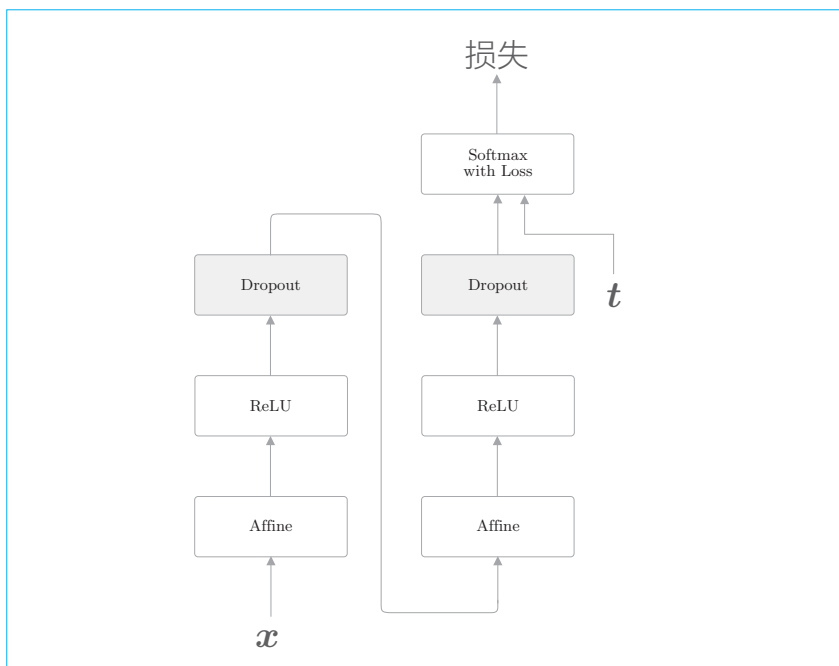 损失
Softmax
with Loss
Dropout
Dropout
t
ReLU
ReLU
Affine
Affine
x